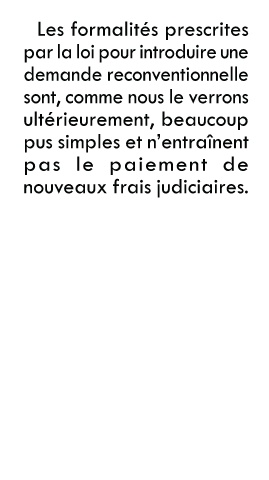 Les formalités prescrites
par la loi pour introduire une
demande reconventionnelle
sont, comme nous le verrons
ultérieurement, beaucoup
pus simples et n'entraînent
pas le paiement de
nouveaux frais judiciaires.